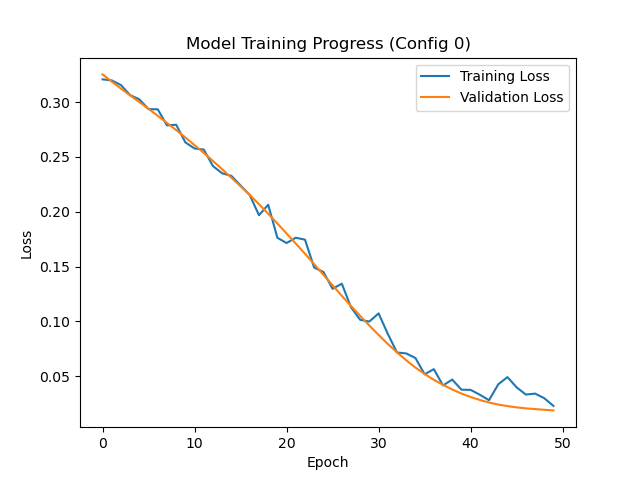 Model Training Progress (Config 0)
Training Loss
Validation Loss
Loss
0.30
0.25
0.20
0.15
0.10
0.05
0 10 20 30 40 50
Epoch